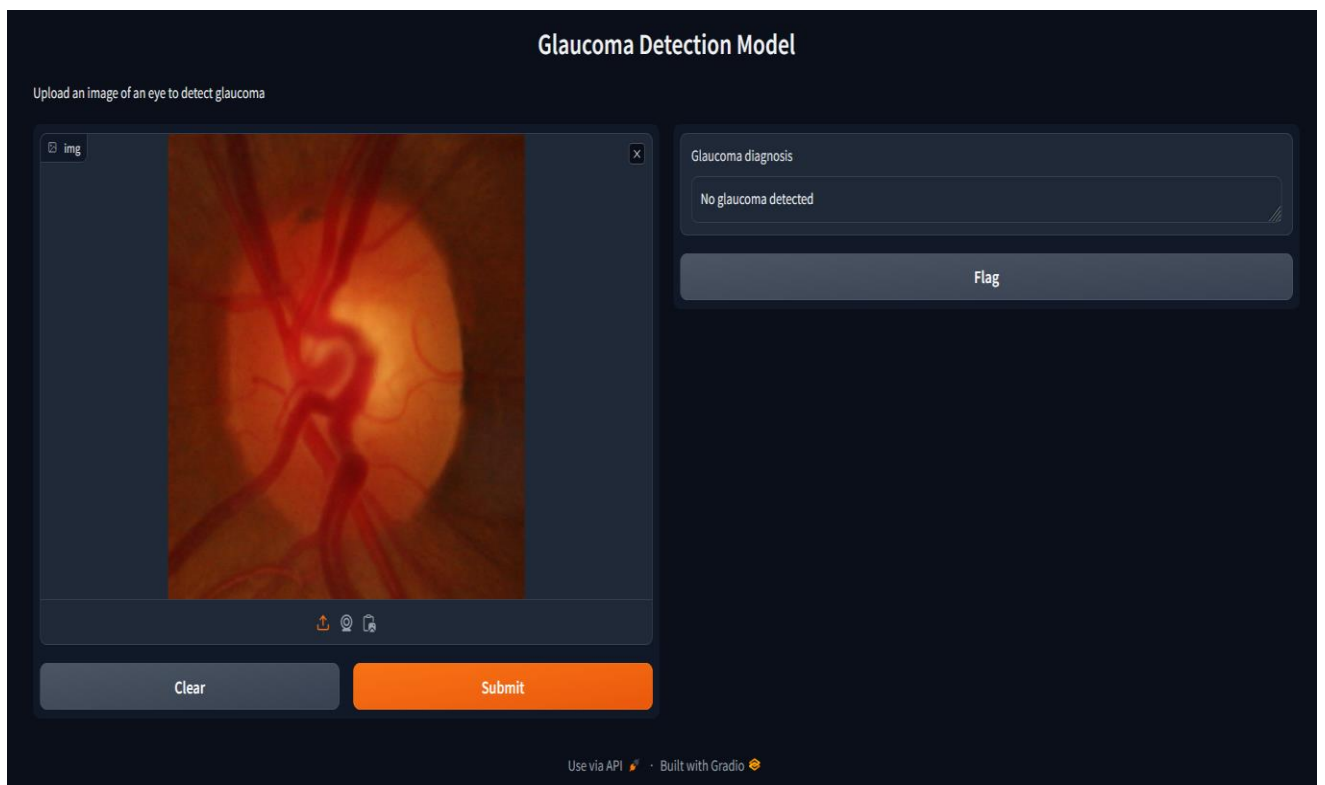 Glaucoma Detection Model
Upload an image of an eye to detect glaucoma
img
X
Glaucoma diagnosis
No glaucoma detected
Flag
Clear
Submit
Use via API · Built with Gradio